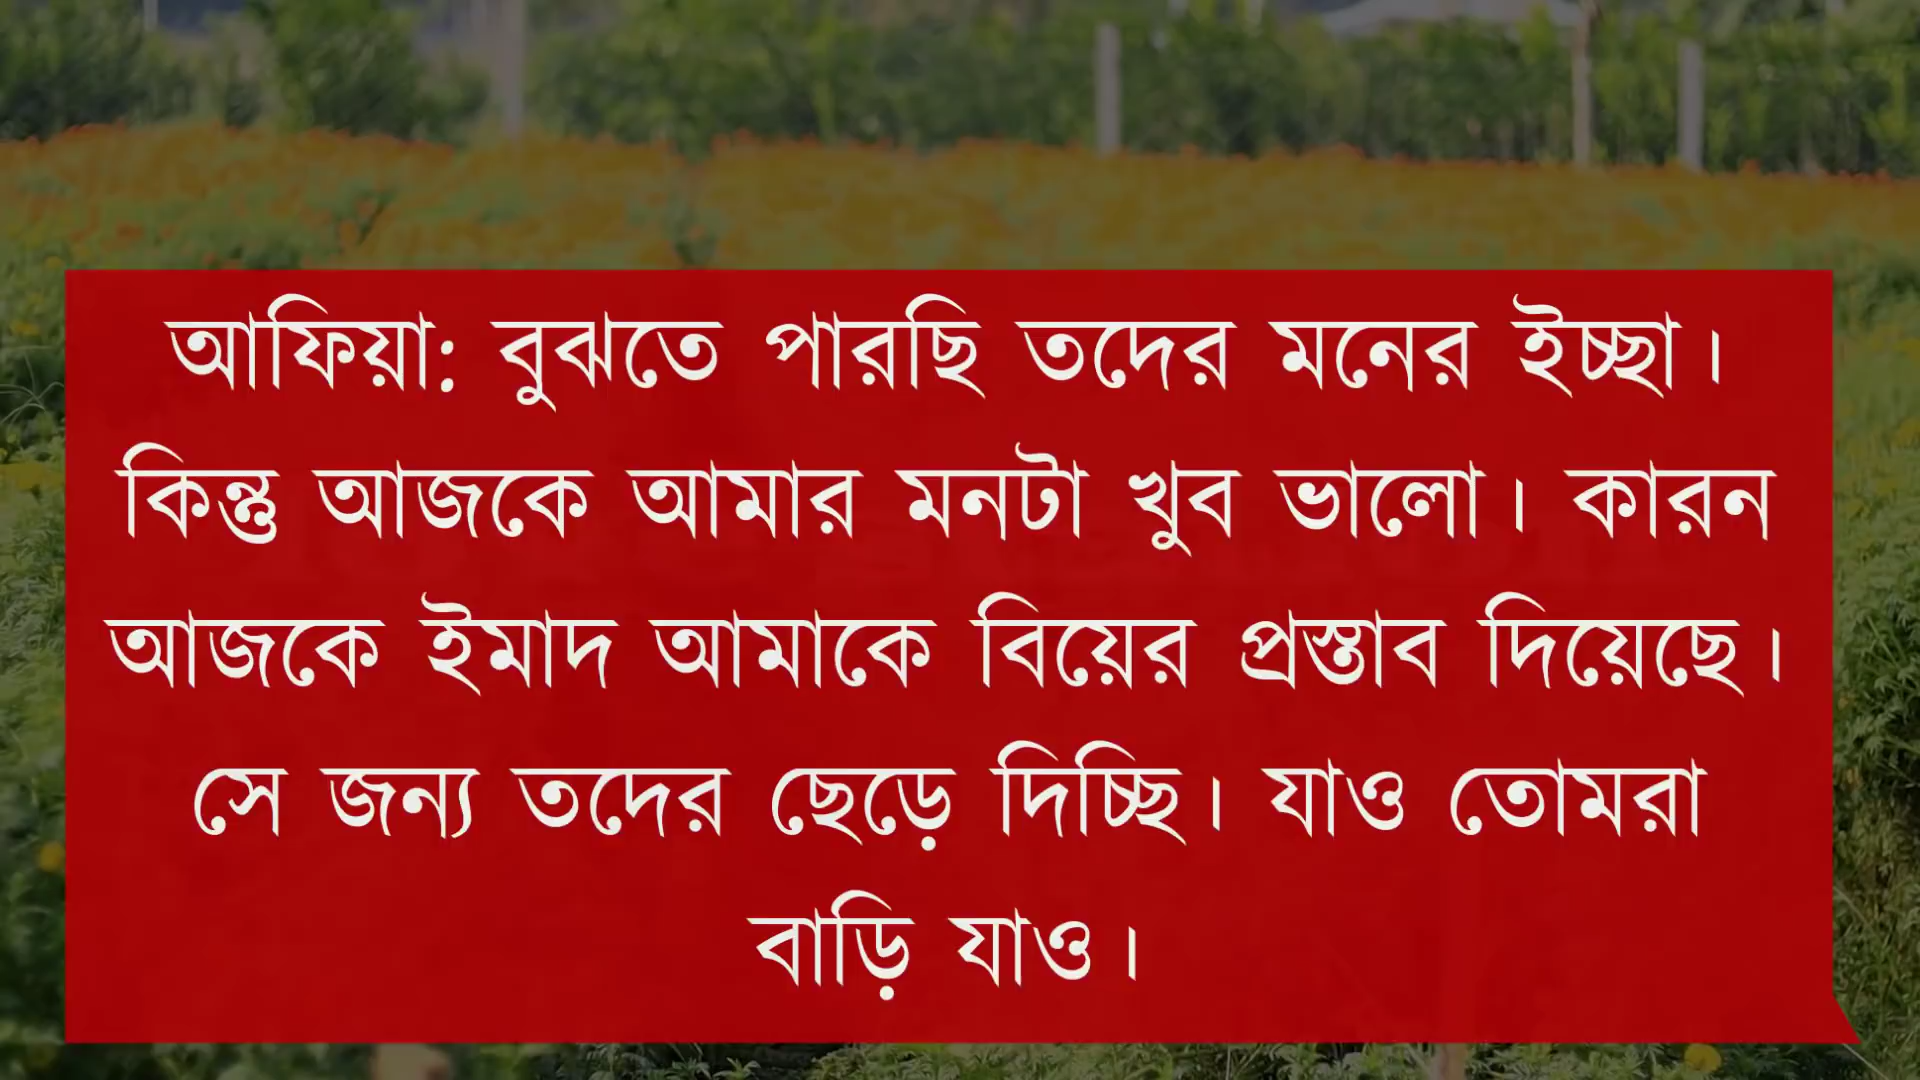 আফিয়া: বুঝতে পারছি তদের মনের ইচ্ছা।
কিন্তু আজকে আমার মনটা খুব ভালো। কারন
আজকে ইমাদ আমাকে বিয়ের প্রস্তাব দিয়েছে।
সে জন্য তদের ছেড়ে দিচ্ছি। যাও তোমরা
বাড়ি যাও।